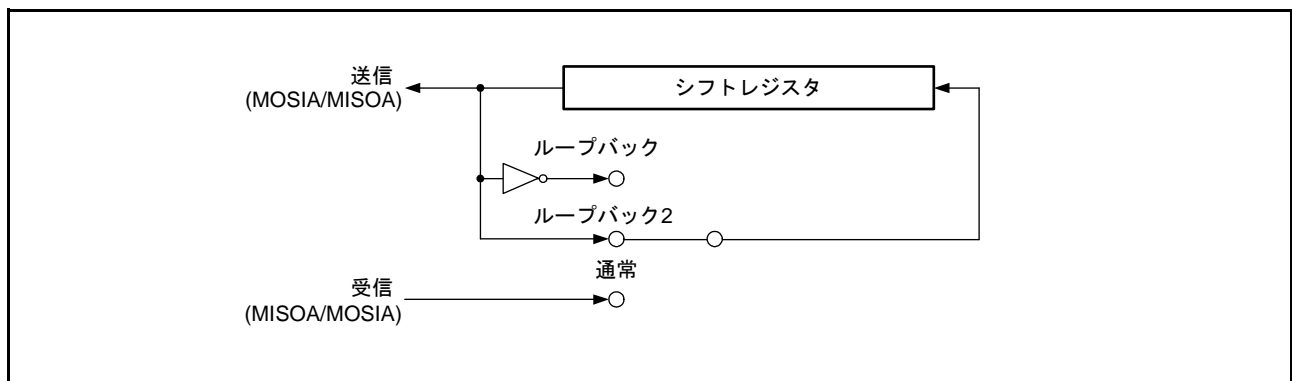 送信
(MOSIA/MISOA)
シフトレジスタ
ループバック
ループバック2
通常
受信
(MISOA/MOSIA)